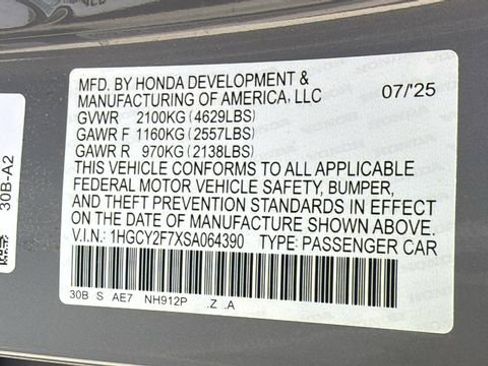 MFD. BY HONDA DEVELOPMENT &
MANUFACTURING OF AMERICA, LLC 07/'25
GVWR 2100KG (4629LBS)
GAWR F 1160KG (2557LBS)
GAWR R 970KG (2138LBS)
THIS VEHICLE CONFORMS TO ALL APPLICABLE
FEDERAL MOTOR VEHICLE SAFETY, BUMPER,
AND THEFT PREVENTION STANDARDS IN EFFECT
ON THE DATE OF MANUFACTURE SHOWN ABOVE.
V.I.N.: 1HGCY2F7XSA064390 TYPE: PASSENGER CAR
30B S AE7 NH912P .Z .A
30B-A2